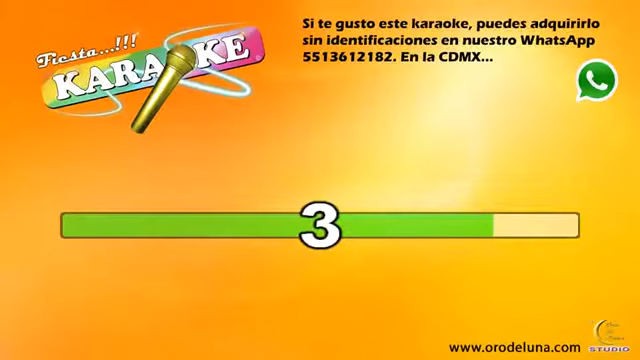 Fiesta...!!!
KARAOKE
Si te gusto este karaoke, puedes adquirirlo
sin identificaciones en nuestro WhatsApp
5513612182. En la CDMX...
3
STUDIO
www.orodeluna.com